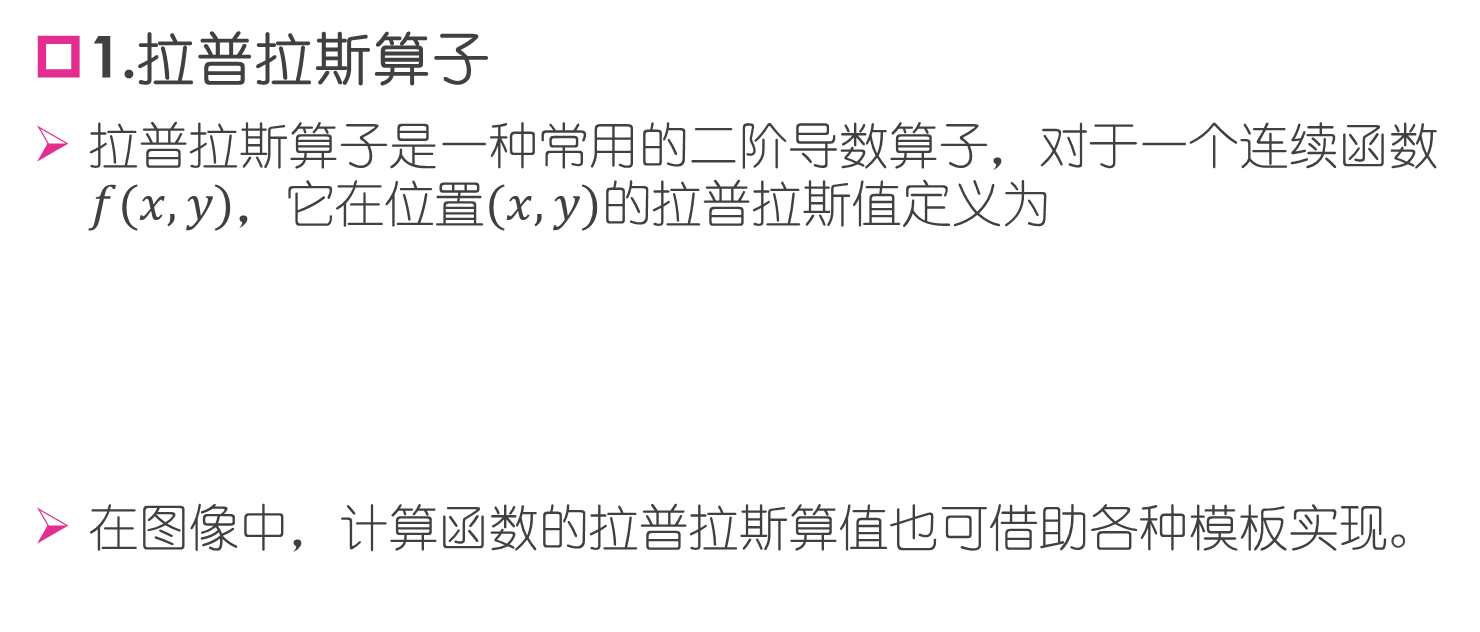 1.拉普拉斯算子
拉普拉斯算子是一种常用的二阶导数算子，对于一个连续函数
f(x,y)，它在位置(x,y)的拉普拉斯值定义为
在图像中，计算函数的拉普拉斯算值也可借助各种模板实现。